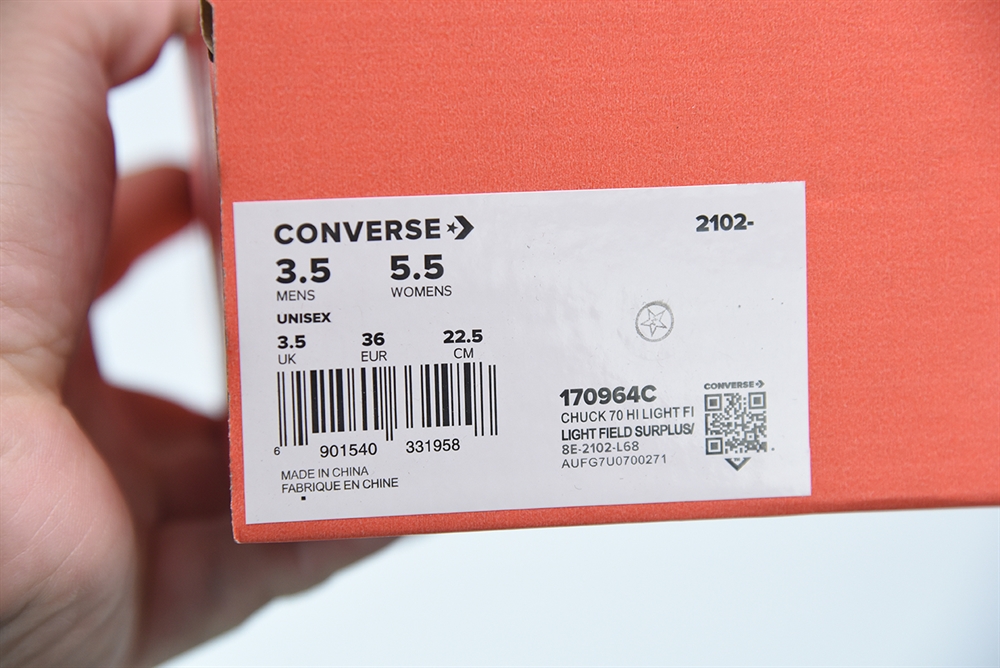 CONVERSE
2102-
3.5 5.5
MENS WOMENS
UNISEX
3.5 36 22.5
UK EUR CM
6 901540 331958
MADE IN CHINA
FABRIQUE EN CHINE
170964C
CHUCK 70 HI LIGHT FI
LIGHT FIELD SURPLUS/
8E-2102-L68
AUFG7U0700271
CONVERSE